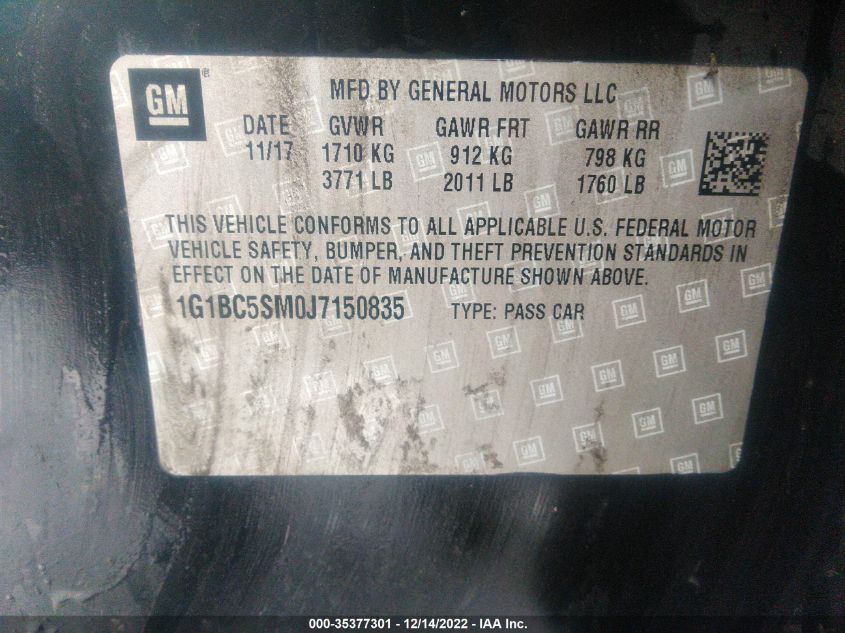 GM
MFD BY GENERAL MOTORS LLC
DATE GVWR GAWR FRT GAWR RR
11/17 1710 KG 912 KG 798 KG
3771 LB 2011 LB 1760 LB
THIS VEHICLE CONFORMS TO ALL APPLICABLE U.S. FEDERAL MOTOR
VEHICLE SAFETY, BUMPER, AND THEFT PREVENTION STANDARDS IN
EFFECT ON THE DATE OF MANUFACTURE SHOWN ABOVE.
1G1BC5SM0J7150835 TYPE: PASS CAR
000-35377301 - 12/14/2022 - IAA Inc.